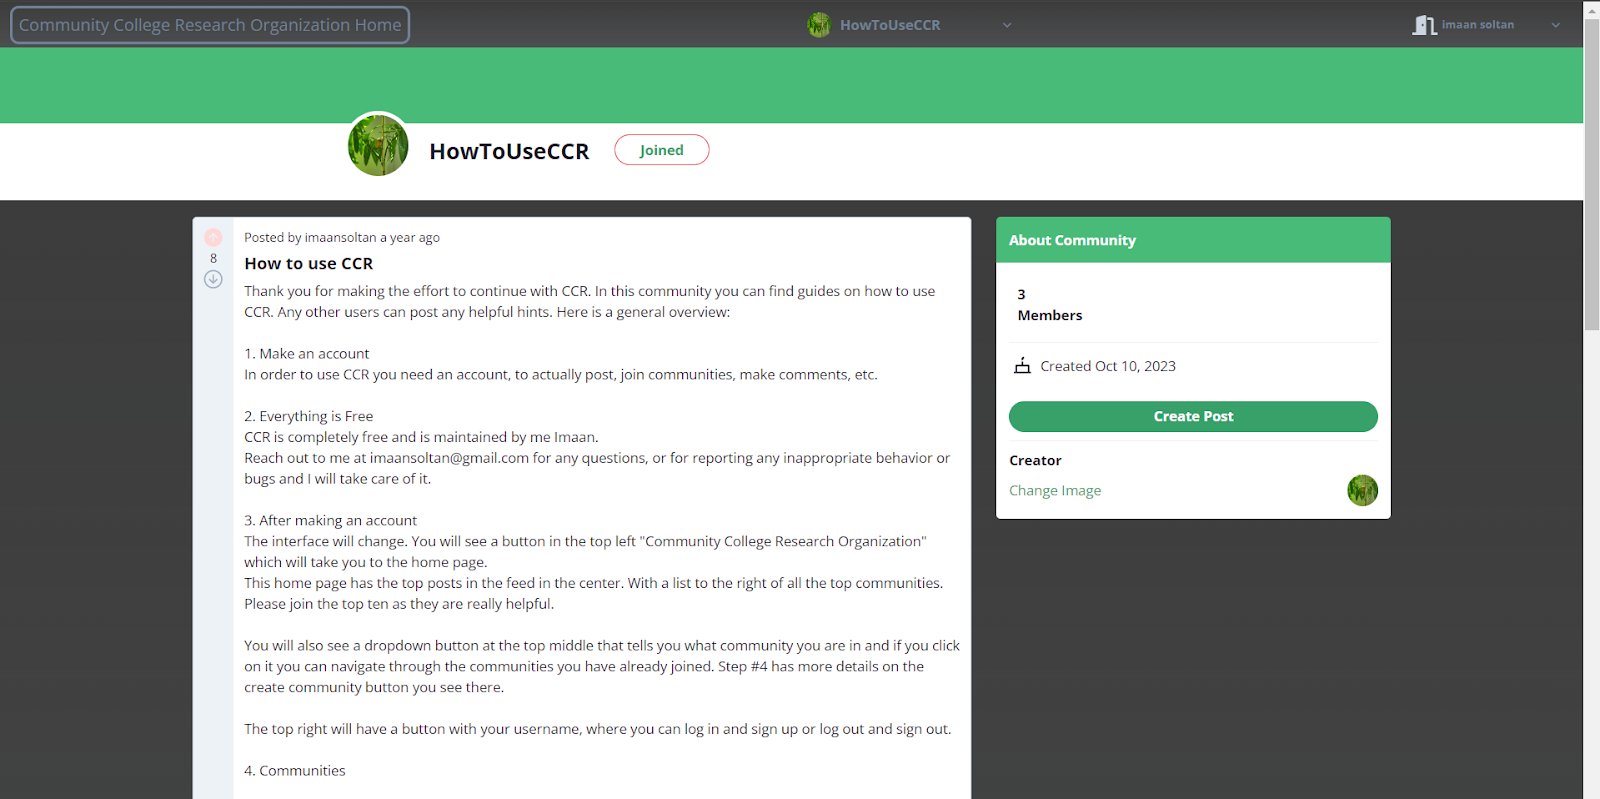 Community College Research Organization Home
HowToUseCCR
imaan soltan
HowToUseCCR
Joined
8
Posted by imaansoltan a year ago
How to use CCR
Thank you for making the effort to continue with CCR. In this community you can find guides on how to use
CCR. Any other users can post any helpful hints. Here is a general overview:
1. Make an account
In order to use CCR you need an account, to actually post, join communities, make comments, etc.
2. Everything is Free
CCR is completely free and is maintained by me Imaan.
Reach out to me at imaansoltan@gmail.com for any questions, or for reporting any inappropriate behavior or
bugs and I will take care of it.
3. After making an account
The interface will change. You will see a button in the top left "Community College Research Organization"
which will take you to the home page.
This home page has the top posts in the feed in the center. With a list to the right of all the top communities.
Please join the top ten as they are really helpful.
You will also see a dropdown button at the top middle that tells you what community you are in and if you click
on it you can navigate through the communities you have already joined. Step #4 has more details on the
create community button you see there.
The top right will have a button with your username, where you can log in and sign up or log out and sign out.
4. Communities
About Community
3
Members
Created Oct 10, 2023
Create Post
Creator
Change Image